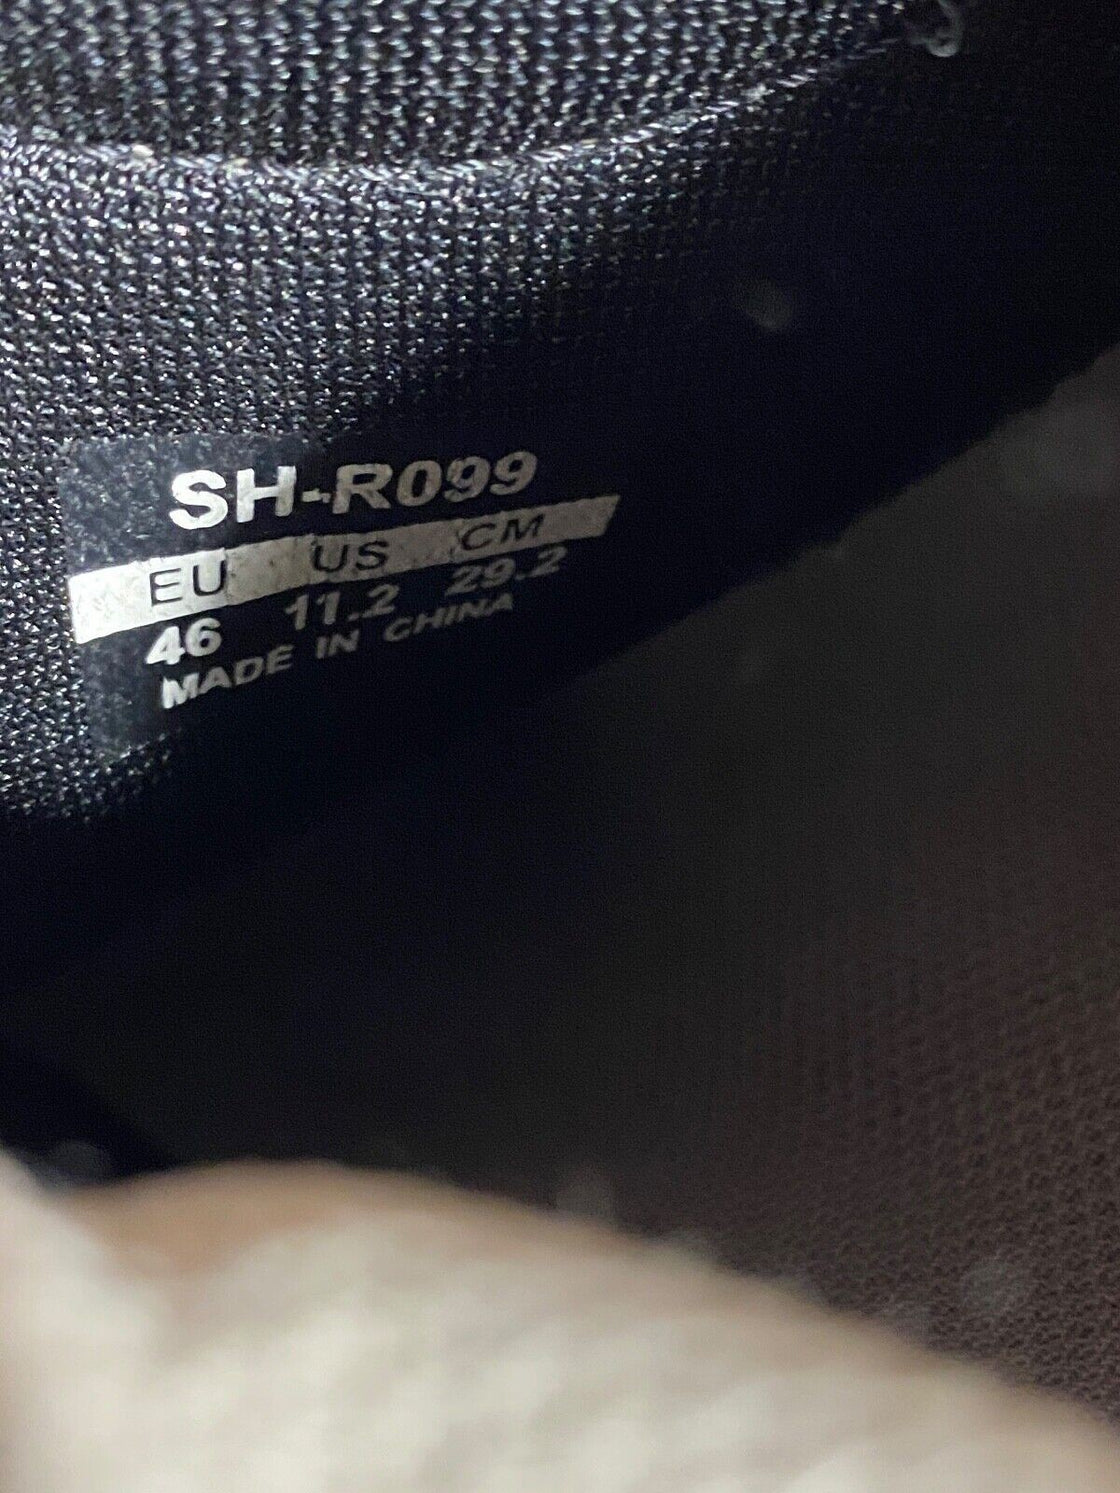 SH-R099
EU US CM
46 11.2 29.2
MADE IN CHINA